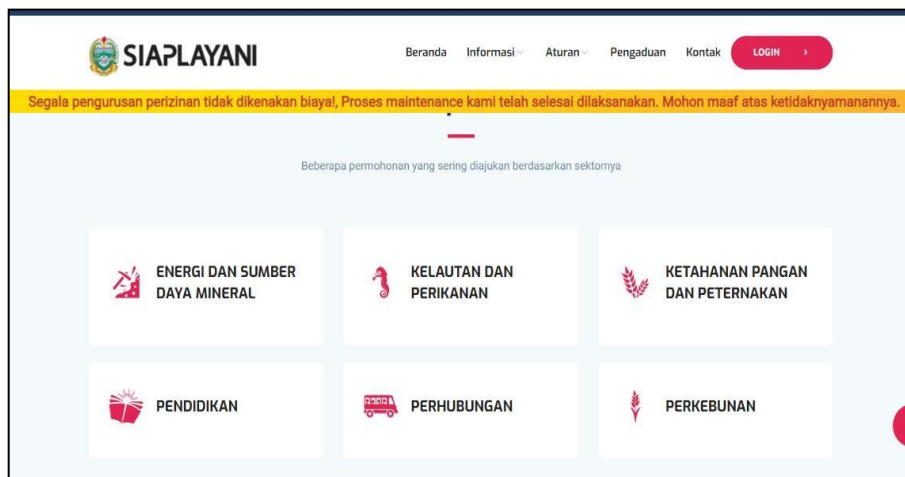 SIAPLAYANI
Beranda Informasi Aturan Pengaduan Kontak LOGIN
Segala pengurusan perizinan tidak dikenakan biaya!, Proses maintenance kami telah selesai dilaksanakan. Mohon maaf atas ketidaknyamanannya.
Beberapa permohonan yang sering diajukan berdasarkan sektornya
ENERGI DAN SUMBER
DAYA MINERAL
KELAUTAN DAN
PERIKANAN
KETAHANAN PANGAN
DAN PETERNAKAN
PENDIDIKAN
PERHUBUNGAN
PERKEBUNAN